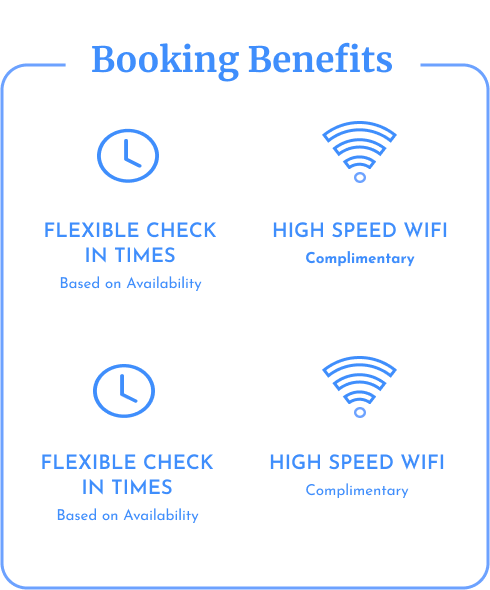 Booking Benefits
FLEXIBLE CHECK
IN TIMES
Based on Availability
HIGH SPEED WIFI
Complimentary
FLEXIBLE CHECK
IN TIMES
Based on Availability
HIGH SPEED WIFI
Complimentary